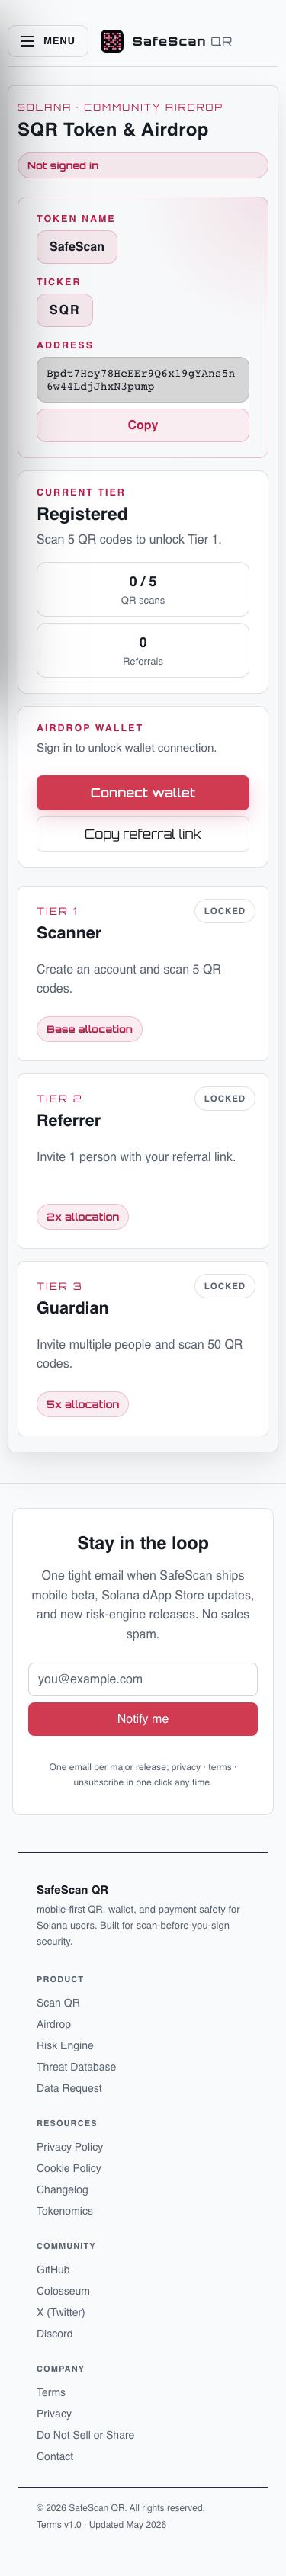 MENU
SafeScan QR
SOLANA · COMMUNITY AIRDROP
SQR Token & Airdrop
Not signed in
TOKEN NAME
SafeScan
TICKER
SQR
ADDRESS
Bpdt7Hey78HeEEr9Q6x19gYAns5n
6w44LdjJhxN3pump
Copy
CURRENT TIER
Registered
Scan 5 QR codes to unlock Tier 1.
0 / 5
QR scans
0
Referrals
AIRDROP WALLET
Sign in to unlock wallet connection.
Connect wallet
Copy referral link
TIER 1
LOCKED
Scanner
Create an account and scan 5 QR
codes.
Base allocation
TIER 2
LOCKED
Referrer
Invite 1 person with your referral link.
2x allocation
TIER 3
LOCKED
Guardian
Invite multiple people and scan 50 QR
codes.
5x allocation
Stay in the loop
One tight email when SafeScan ships
mobile beta, Solana dApp Store updates,
and new risk-engine releases. No sales
spam.
you@example.com
Notify me
One email per major release; privacy · terms ·
unsubscribe in one click any time.
SafeScan QR
mobile-first QR, wallet, and payment safety for
Solana users. Built for scan-before-you-sign
security.
PRODUCT
Scan QR
Airdrop
Risk Engine
Threat Database
Data Request
RESOURCES
Privacy Policy
Cookie Policy
Changelog
Tokenomics
COMMUNITY
GitHub
Colosseum
X (Twitter)
Discord
COMPANY
Terms
Privacy
Do Not Sell or Share
Contact
© 2026 SafeScan QR. All rights reserved.
Terms v1.0 · Updated May 2026